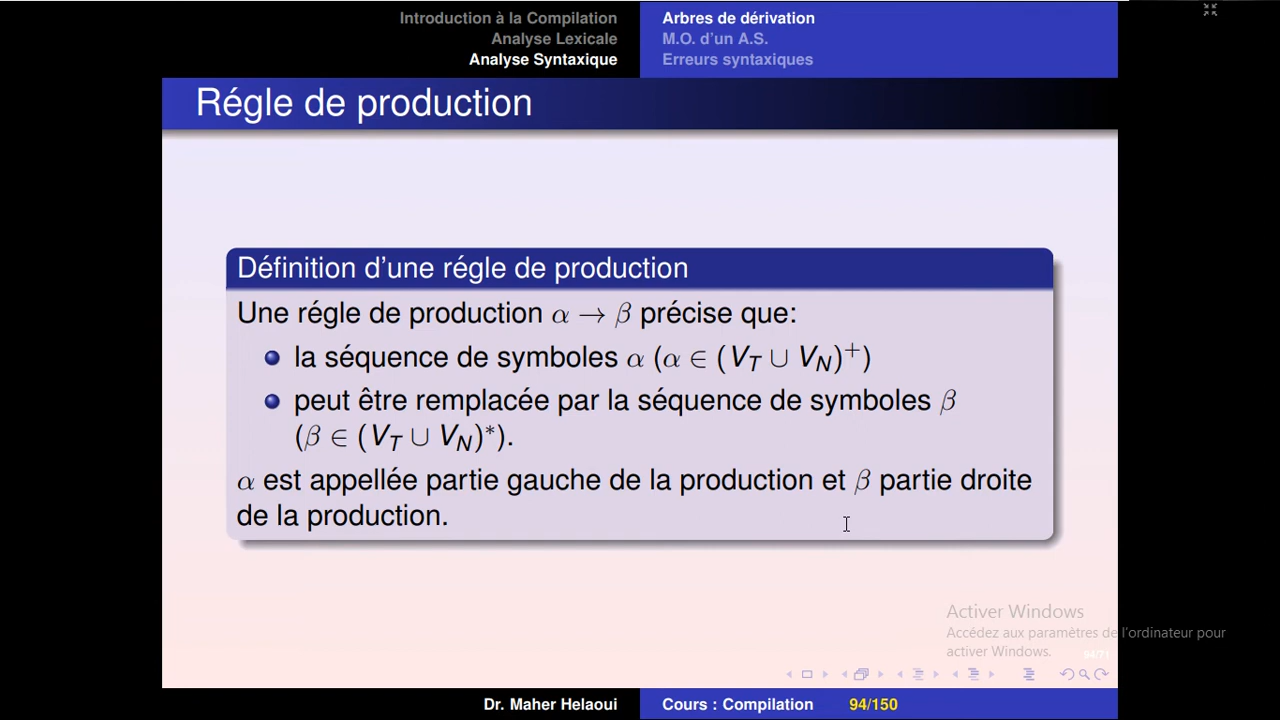 Introduction à la Compilation
Analyse Lexicale
Analyse Syntaxique
Arbres de dérivation
M.O. d'un A.S.
Erreurs syntaxiques
Régle de production
Définition d'une régle de production
Une régle de production α → β précise que:
la séquence de symboles α (α ∈ (V_T ∪ V_N)⁺)
peut être remplacée par la séquence de symboles β
(β ∈ (V_T ∪ V_N)*).
α est appellée partie gauche de la production et β partie droite
de la production.
Activer Windows
Accédez aux paramètres de l'ordinateur pour
activer Windows.
Dr. Maher Helaoui
Cours : Compilation
94/150